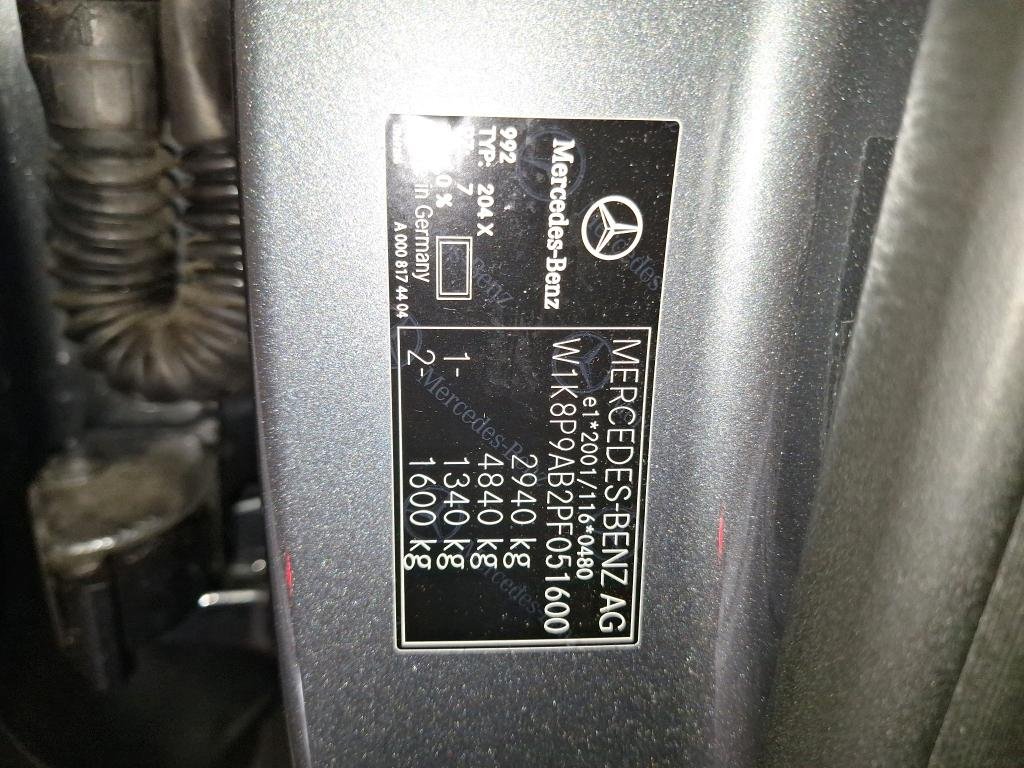 Mercedes-Benz
992
TYP: 204 X
7
0 %
in Germany
A 000 817 44 04
MERCEDES-BENZ AG
e1*2001/116*0480
W1K8P9AB2PF051600
2940 kg
4840 kg
1- 1340 kg
2- 1600 kg